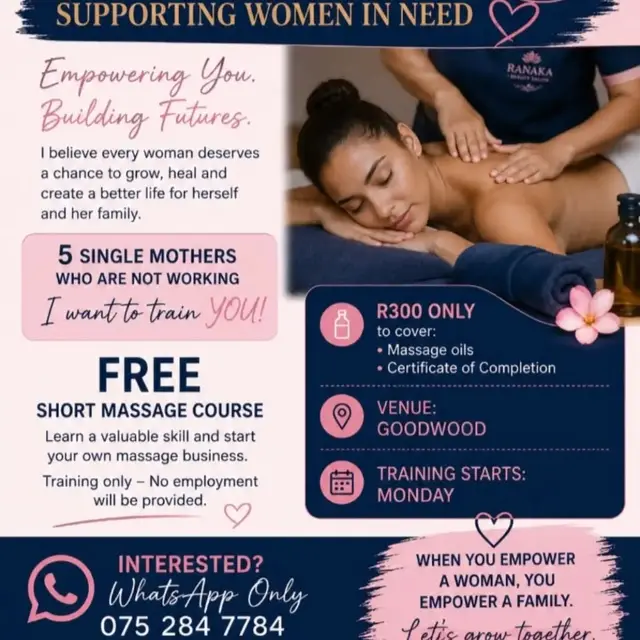 SUPPORTING WOMEN IN NEED
Empowering You.
Building Futures.
I believe every woman deserves
a chance to grow, heal and
create a better life for herself
and her family.
5 SINGLE MOTHERS
WHO ARE NOT WORKING
I want to train YOU!
FREE
SHORT MASSAGE COURSE
Learn a valuable skill and start
your own massage business.
Training only – No employment
will be provided.
RANAKA
BEAUTY SALON
R300 ONLY
to cover:
• Massage oils
• Certificate of Completion
VENUE:
GOODWOOD
TRAINING STARTS:
MONDAY
INTERESTED?
WhatsApp Only
075 284 7784
WHEN YOU EMPOWER
A WOMAN, YOU
EMPOWER A FAMILY.
Let's grow together.